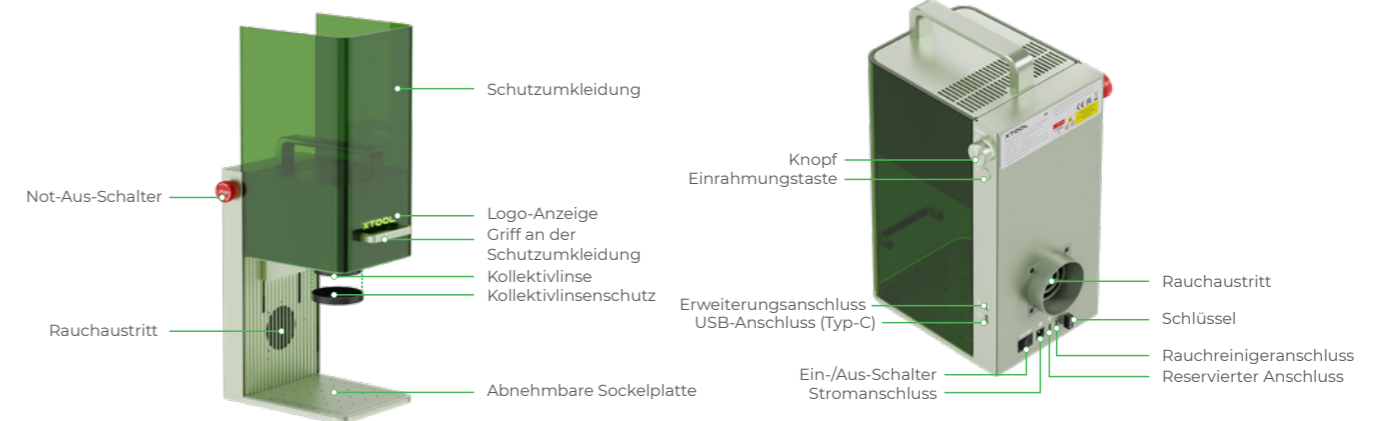 Schutzumkleidung
Not-Aus-Schalter
Logo-Anzeige
XTOOL
Griff an der
Schutzumkleidung
Kollektivlinse
Kollektivlinsenschutz
Rauchaustritt
Abnehmbare Sockelplatte
XTOOL
CE
Knopf
Einrahmungstaste
Erweiterungsanschluss
USB-Anschluss (Typ-C)
Ein-/Aus-Schalter
Stromanschluss
Rauchaustritt
Schlüssel
Rauchreinigeranschluss
Reservierter Anschluss